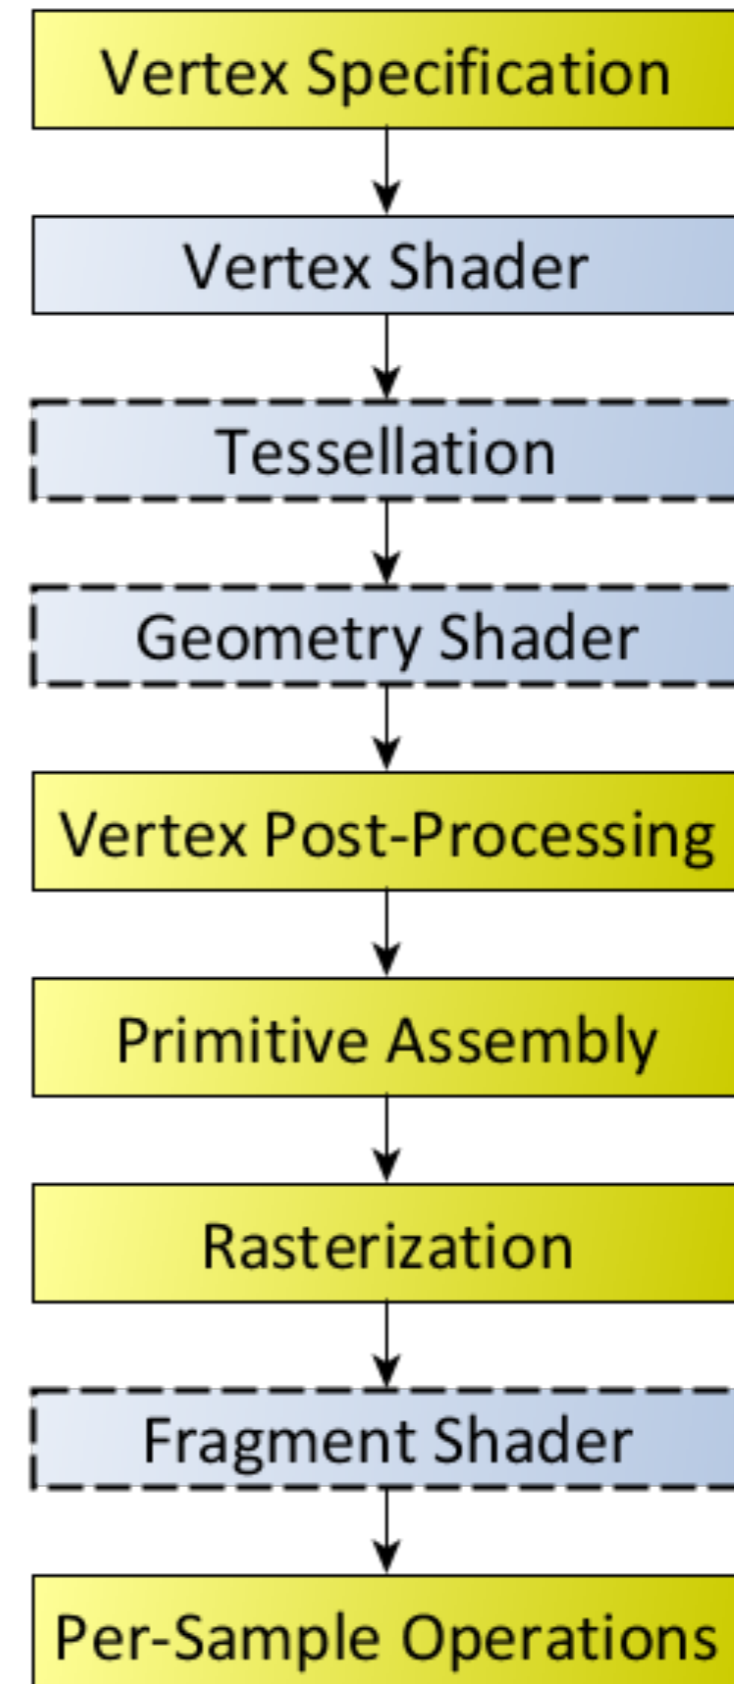 Vertex Specification
Vertex Shader
Tessellation
Geometry Shader
Vertex Post-Processing
Primitive Assembly
Rasterization
Fragment Shader
Per-Sample Operations